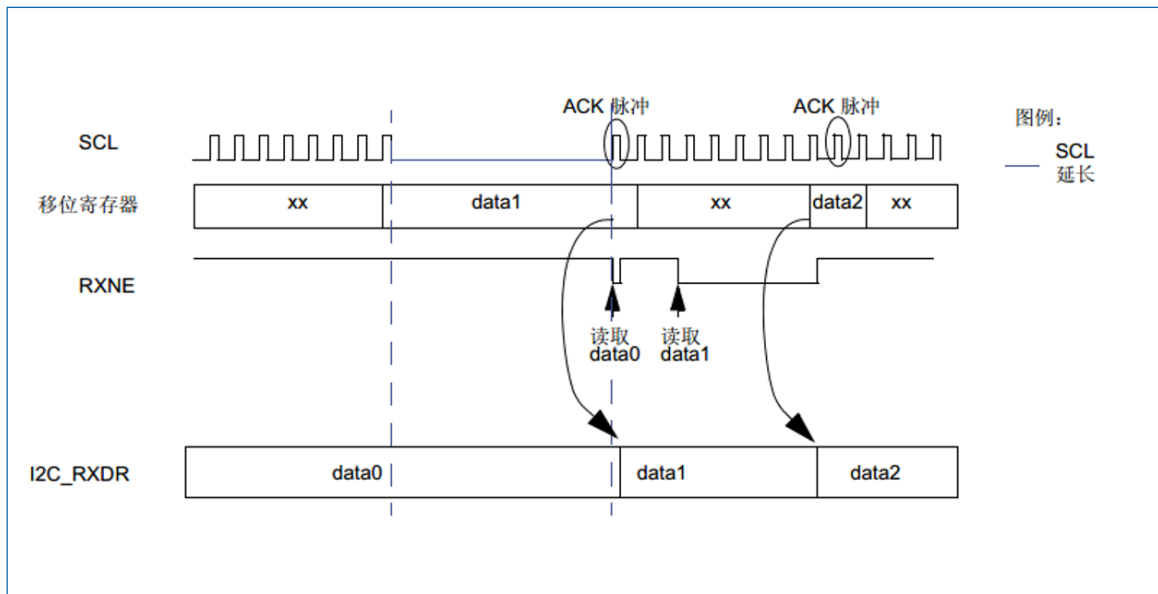 ACK 脉冲
ACK 脉冲
图例：
SCL
SCL
延长
移位寄存器
xx
data1
xx
data2
xx
RXNE
读取
data0
读取
data1
I2C_RXDR
data0
data1
data2